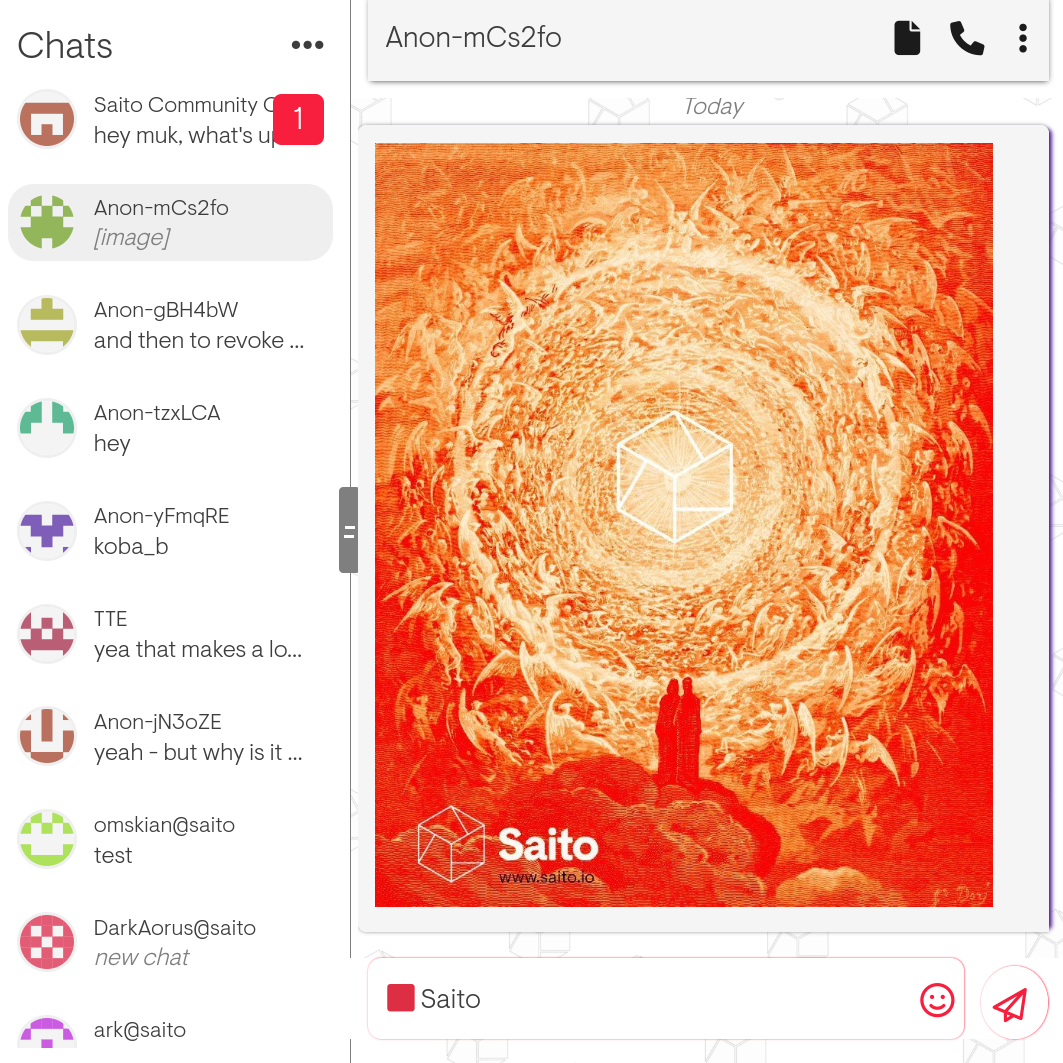 Chats
Saito Community
1
hey muk, what's up
Anon-mCs2fo
[image]
Anon-gBH4bW
and then to revoke ...
Anon-tzxLCA
hey
Anon-yFmqRE
koba_b
TTE
yea that makes a lo...
Anon-jN3oZE
yeah - but why is it ...
omskian@saito
test
DarkAorus@saito
new chat
ark@saito
Anon-mCs2fo
Today
Saito
www.saito.io
Saito